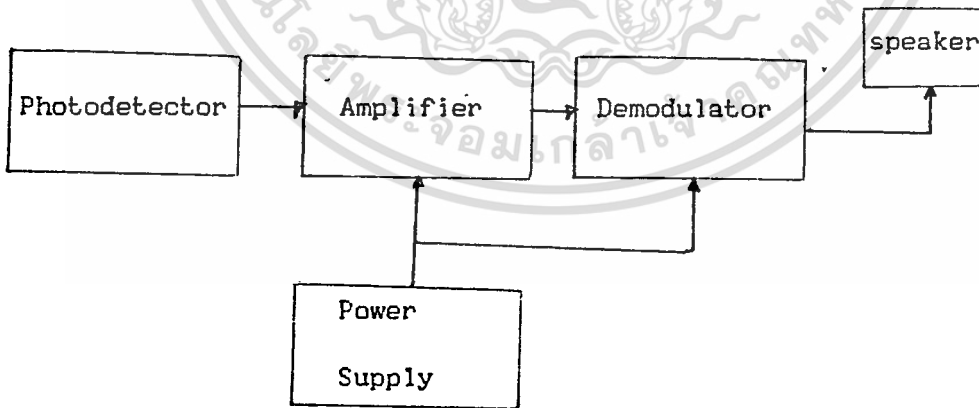 speaker
Photodetector
Amplifier
Demodulator
Power
Supply